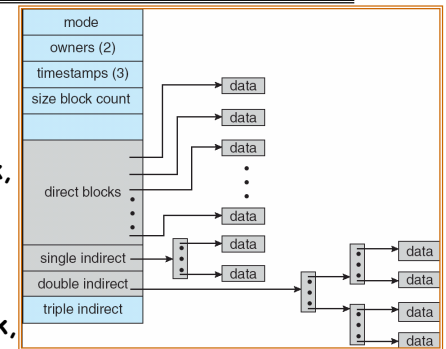 mode
owners (2)
timestamps (3)
size block count
data
data
data
direct blocks
data
data
single indirect
data
double indirect
triple indirect
data
data
data
data